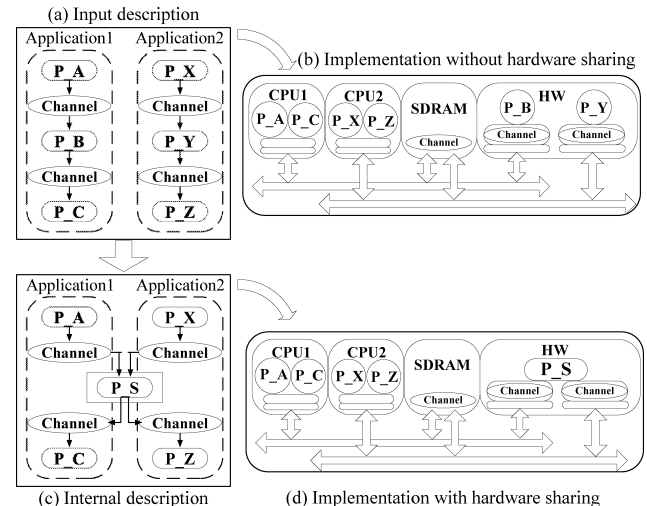 (a) Input description
Application1 Application2
P_A P_X
Channel Channel
P_B P_Y
Channel Channel
P_C P_Z
(b) Implementation without hardware sharing
CPU1 CPU2 SDRAM HW
P_A P_C P_X P_Z P_B P_Y
Channel Channel Channel
Application1 Application2
P_A P_X
Channel Channel
P_S
Channel Channel
P_C P_Z
(c) Internal description
CPU1 CPU2 SDRAM HW
P_A P_C P_X P_Z P_S
Channel Channel Channel
(d) Implementation with hardware sharing